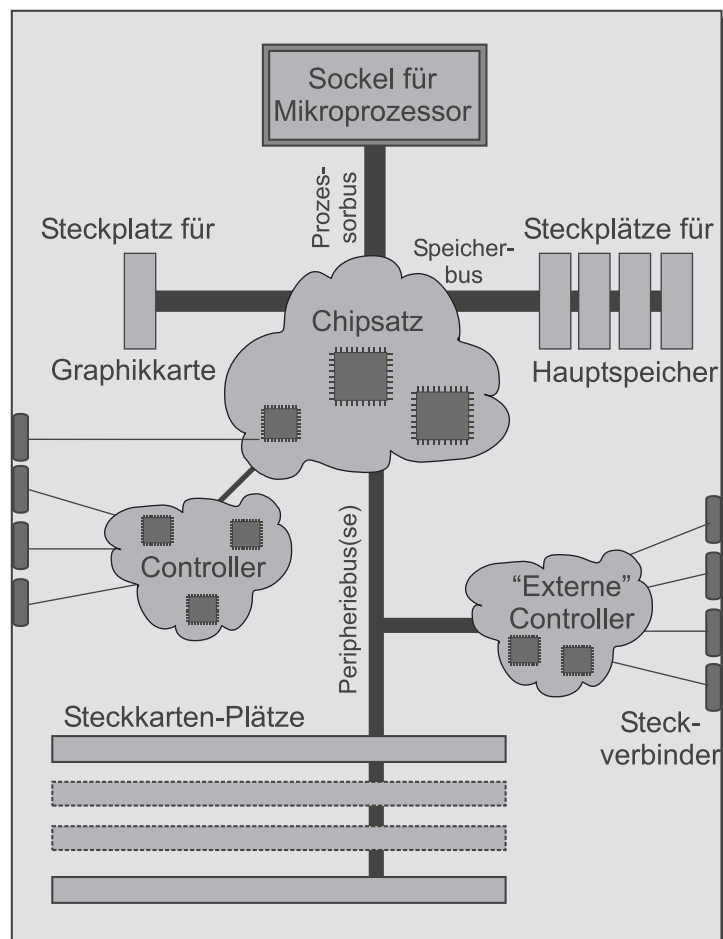 Sockel für
Mikroprozessor
Prozes-
sorbus
Steckplatz für
Graphikkarte
Speicher-
bus
Steckplätze für
Hauptspeicher
Chipsatz
Controller
Peripheriebus(se)
“Externe”
Controller
Steckkarten-Plätze
Steck-
verbinder